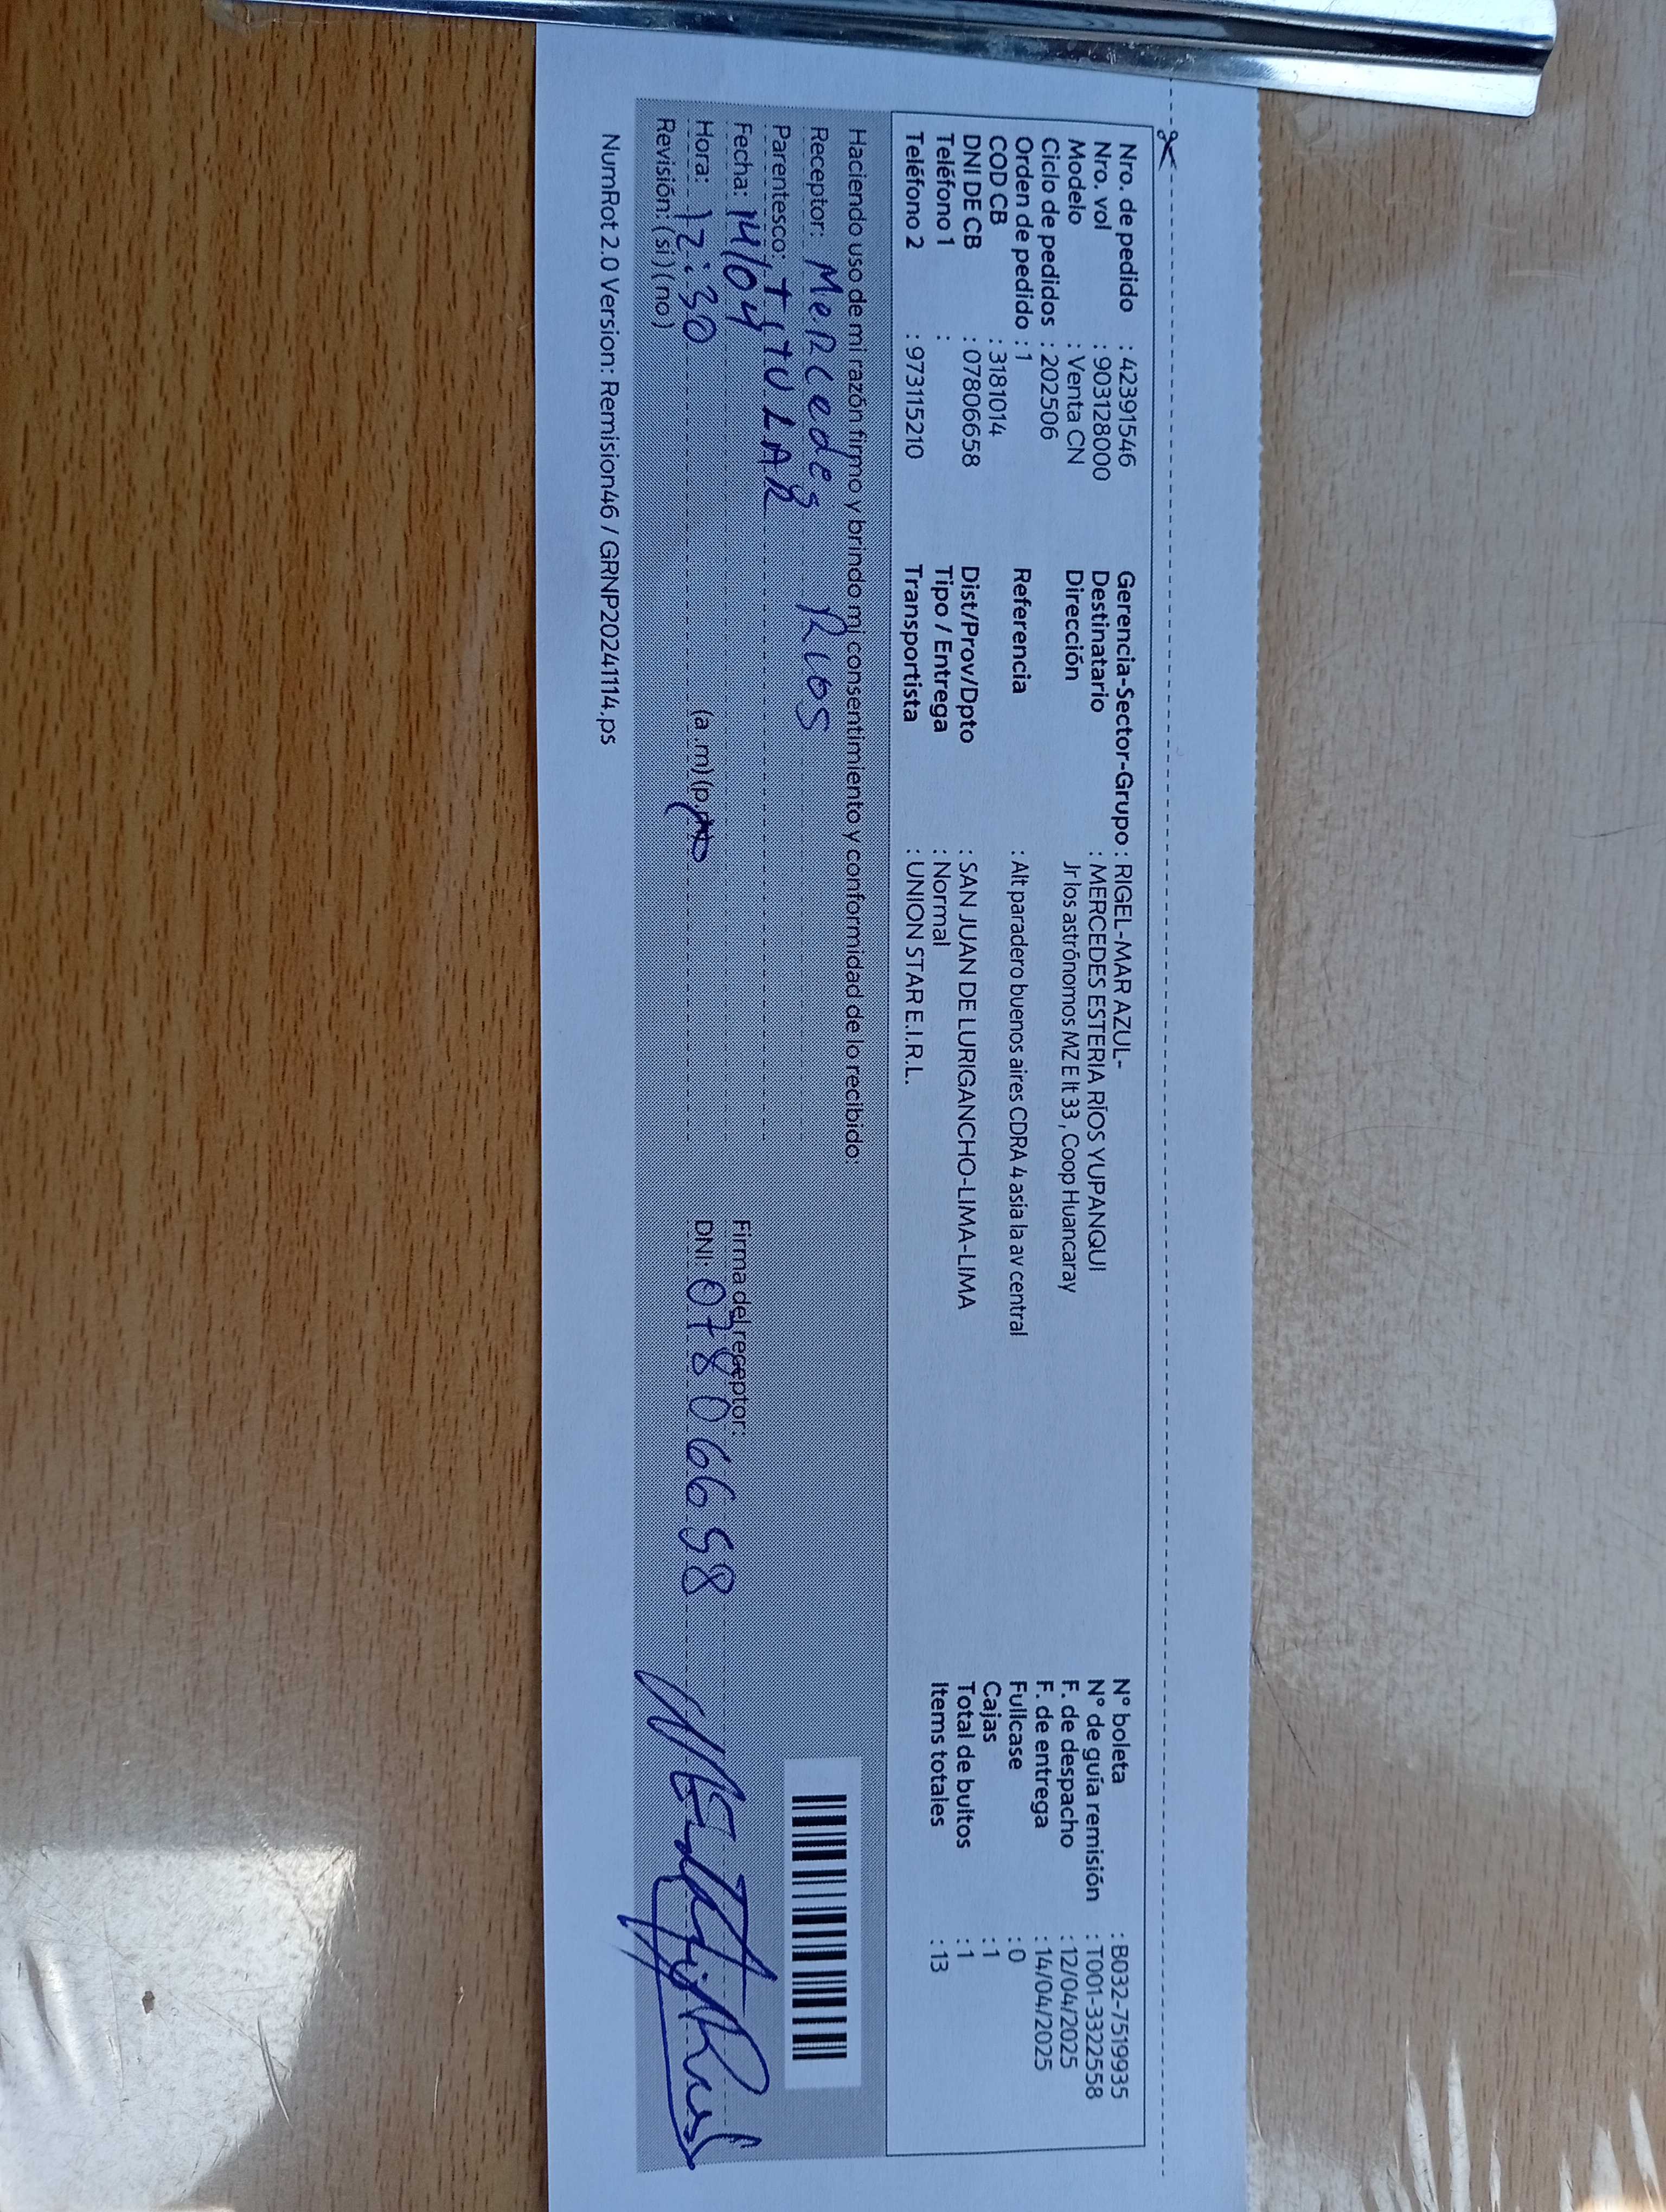 Nro. de pedido : 42391546 Gerencia-Sector-Grupo : RIGEL-MAR AZUL- N° boleta : B032-7519935
Nro. vol : 903128000 Destinatario : MERCEDES ESTERIA RÍOS YUPANQUI N° de guía remisión : T001-3322558
Modelo : Venta CN Dirección Jr los astrónomos MZ E lt 33 , Coop Huancaray F. de despacho : 12/04/2025
Ciclo de pedidos : 202506 F. de entrega : 14/04/2025
Orden de pedido : 1 Referencia : Alt paradero buenos aires CDRA 4 asia la av central Fullcase : 0
COD CB : 3181014 Cajas : 1
DNI DE CB : 07806658 Dist/Prov/Dpto : SAN JUAN DE LURIGANCHO-LIMA-LIMA Total de bultos : 1
Teléfono 1 : Tipo / Entrega : Normal Items totales : 13
Teléfono 2 : 973115210 Transportista : UNION STAR E.I.R.L.
Haciendo uso de mi razón firmo y brindo mi consentimiento y conformidad de lo recibido:
Receptor: Mercedes Rios
Parentesco: TiTULAR
Fecha: 14/04 Firma del receptor:
Hora: 12:30 (a .m) (p.m) DNI: 07806658
Revisión: (si) (no)
NumRot 2.0 Version: Remision46 / GRNP20241114.ps